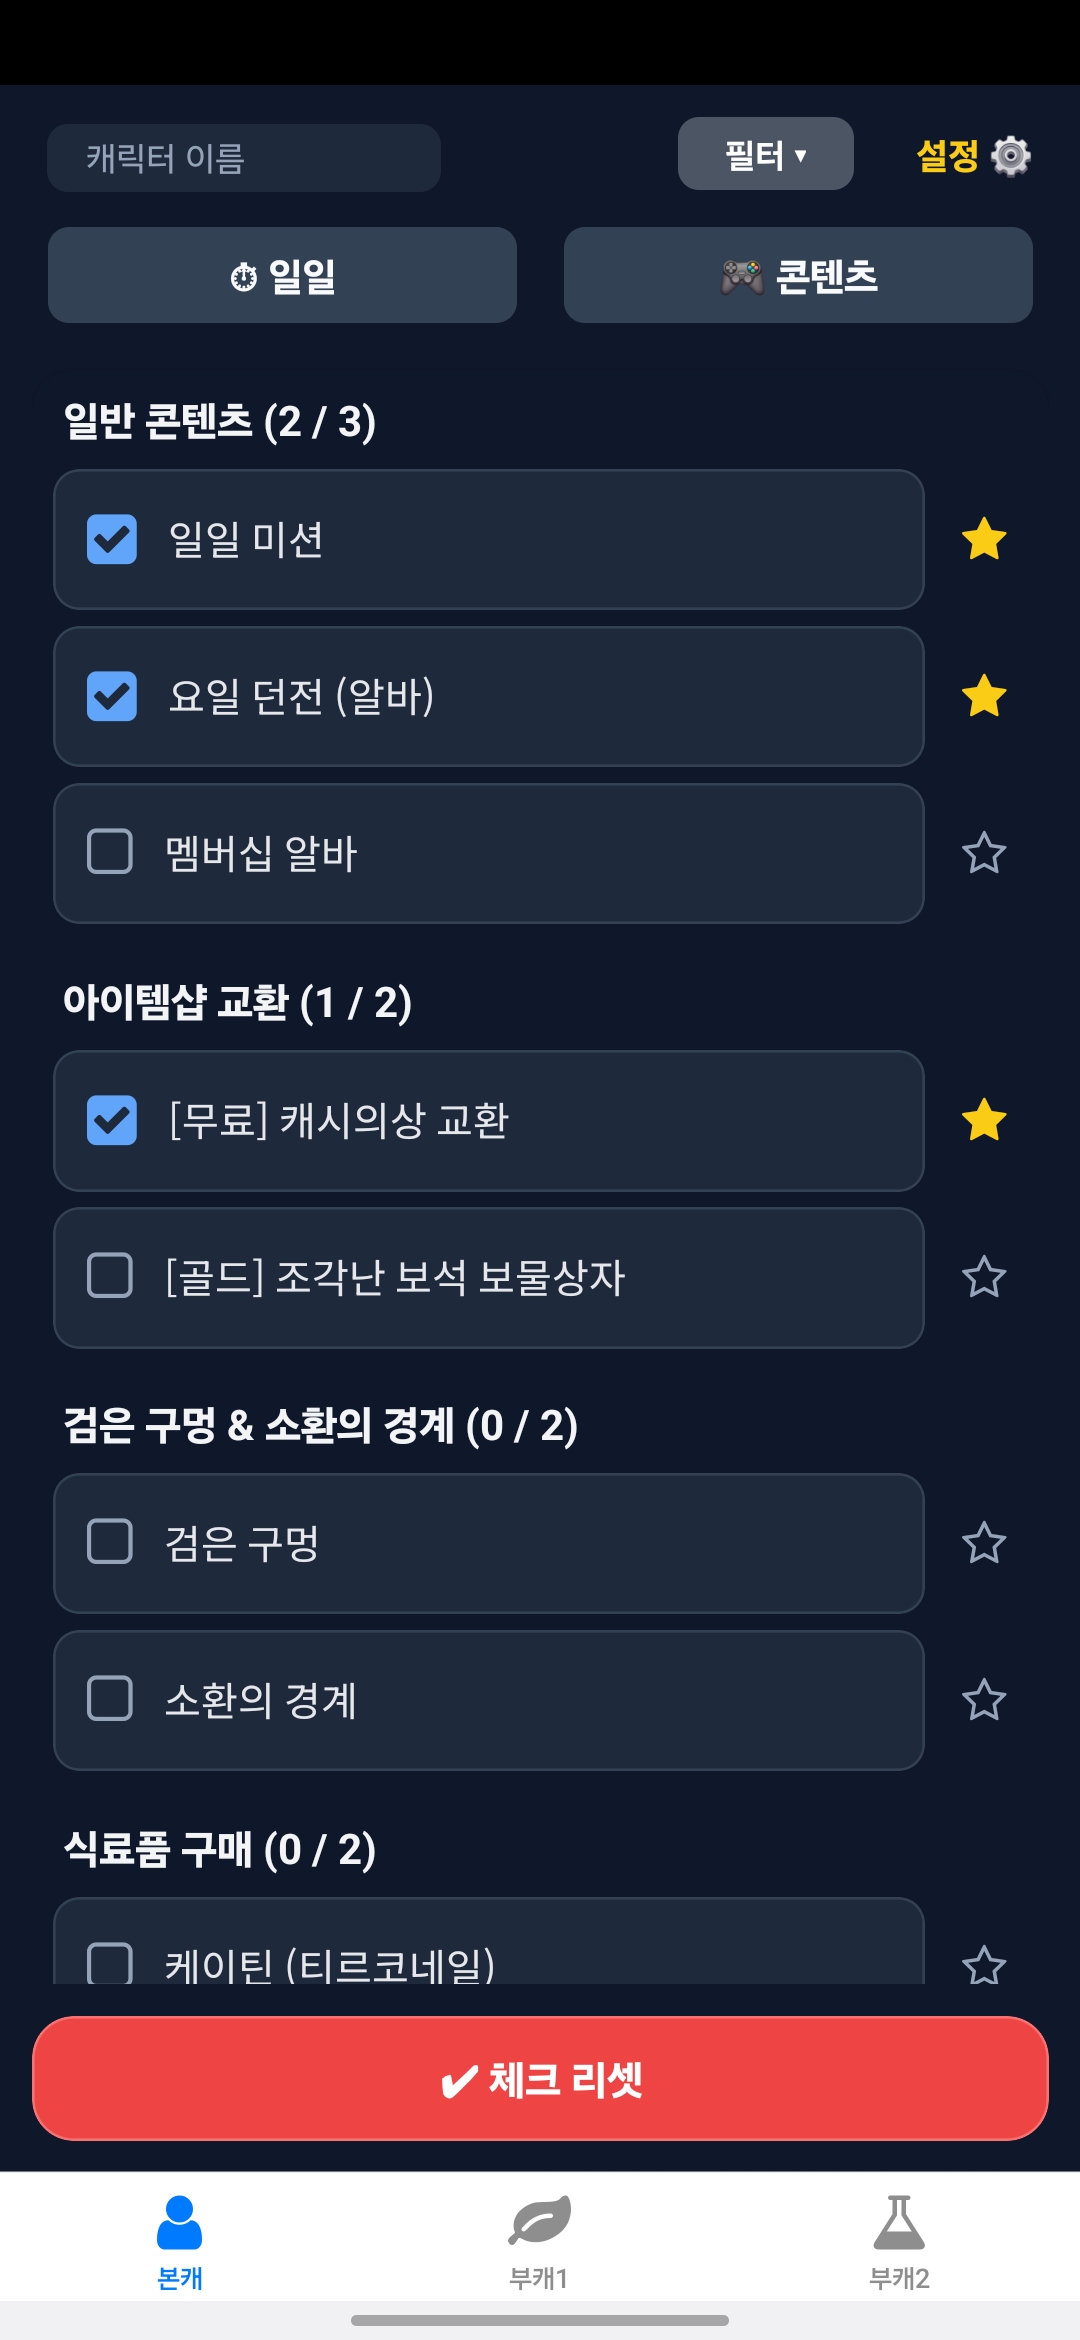 캐릭터 이름
필터 ▾
설정 ⚙️
⏱ 일일
🎮 콘텐츠
일반 콘텐츠 (2 / 3)
일일 미션
요일 던전 (알바)
멤버십 알바
아이템샵 교환 (1 / 2)
[무료] 캐시의상 교환
[골드] 조각난 보석 보물상자
검은 구멍 & 소환의 경계 (0 / 2)
검은 구멍
소환의 경계
식료품 구매 (0 / 2)
케이틴 (티르코네일)
✔ 체크 리셋
본캐
부캐1
부캐2